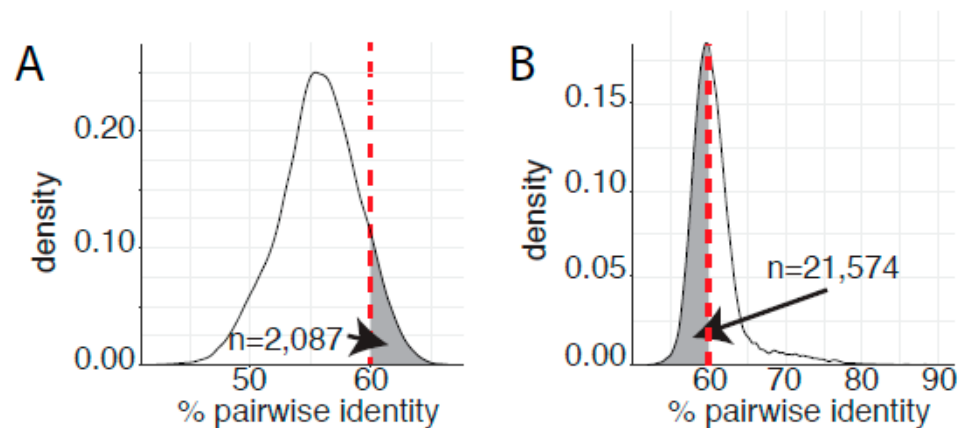 A
density
0.20
0.10
0.00
n=2,087
50 60
% pairwise identity
B
density
0.15
0.10
0.05
0.00
n=21,574
60 70 80 90
% pairwise identity